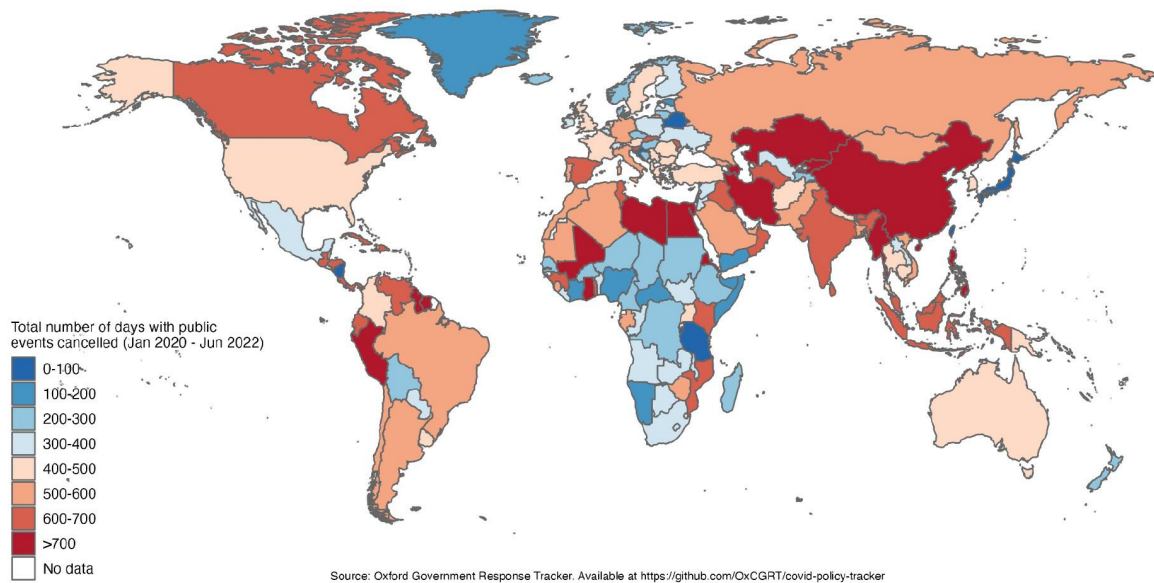 Total number of days with public
events cancelled (Jan 2020 - Jun 2022)
0-100
100-200
200-300
300-400
400-500
500-600
600-700
>700
No data
Source: Oxford Government Response Tracker. Available at https://github.com/OxCGRT/covid-policy-tracker